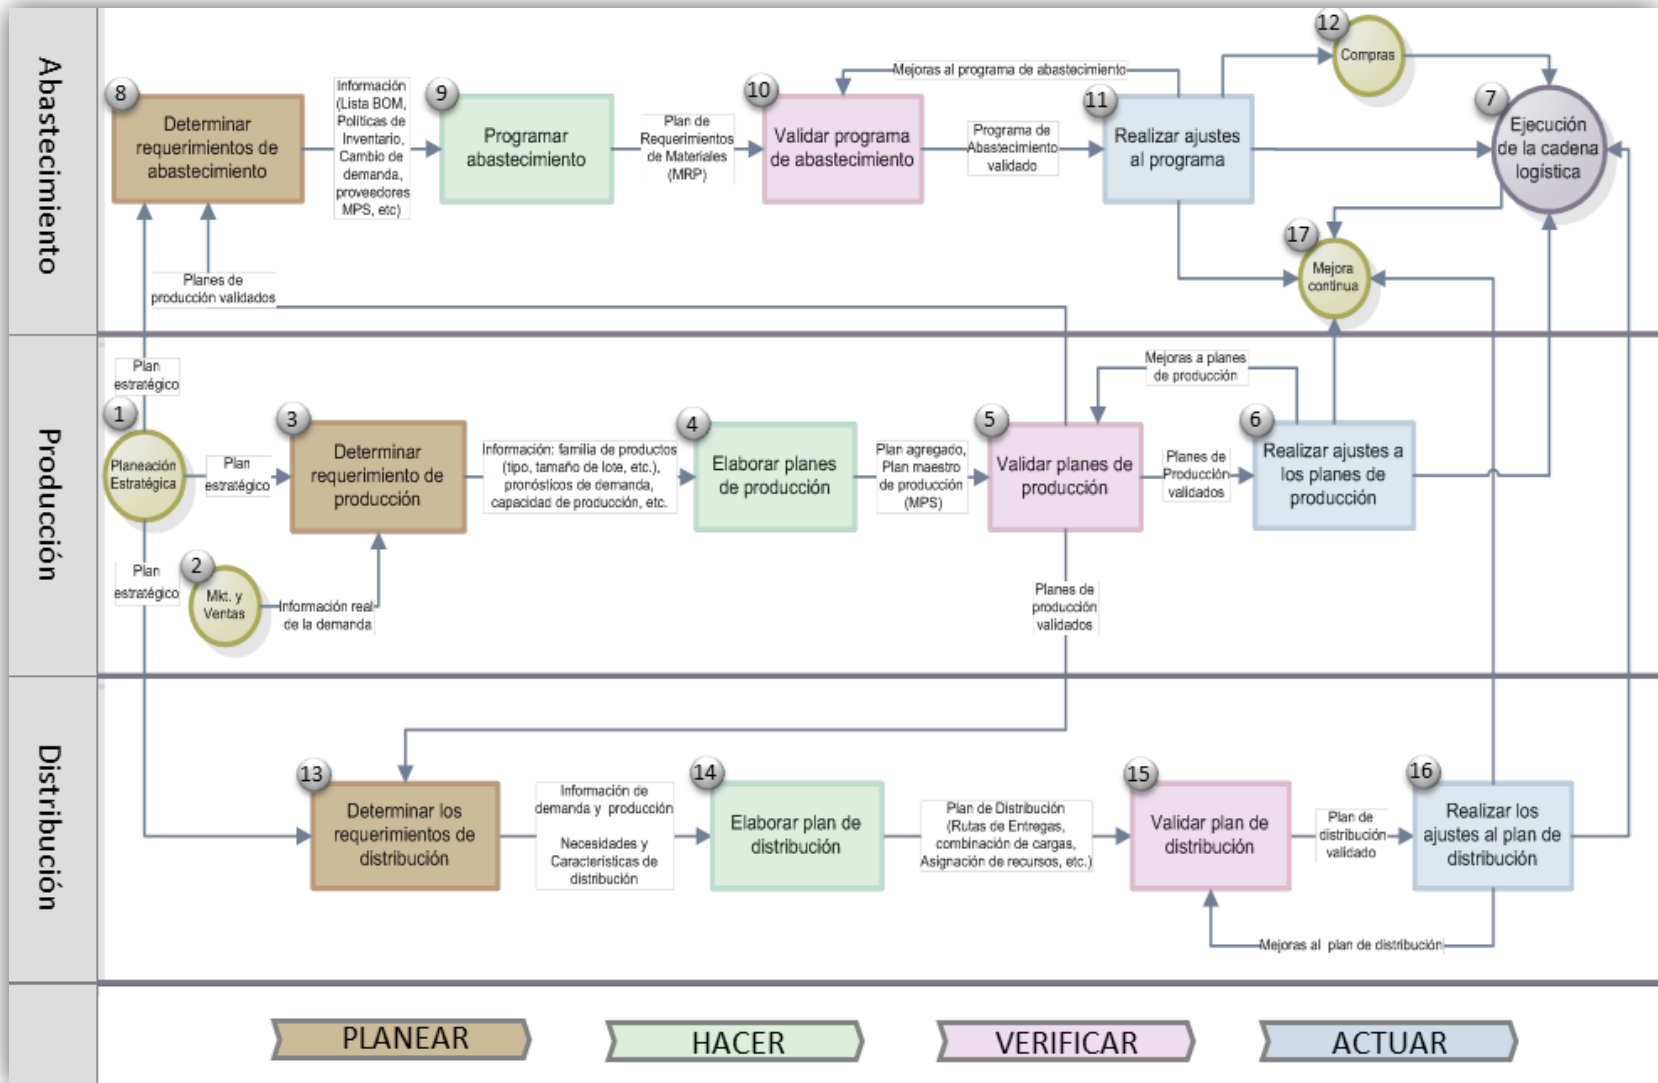 Abastecimiento
12
Compras
8
Determinar
requerimientos de
abastecimiento
Información
(Lista BOM,
Políticas de
Inventario,
Cambio de
demanda,
proveedores
MPS, etc)
9
Programar
abastecimiento
Plan de
Requerimientos
de Materiales
(MRP)
10
Validar programa
de abastecimiento
Mejoras al programa de abastecimiento
Programa de
Abastecimiento
validado
11
Realizar ajustes
al programa
7
Ejecución
de la cadena
logística
17
Mejora
continua
Planes de
producción validados
Producción
Plan
estratégico
1
Planeación
Estratégica
Plan
estratégico
Plan
estratégico
2
Mkt. y
Ventas
Información real
de la demanda
3
Determinar
requerimiento de
producción
Información: familia de productos
(tipo, tamaño de lote, etc.),
pronósticos de demanda,
capacidad de producción, etc.
4
Elaborar planes
de producción
Plan agregado,
Plan maestro
de producción
(MPS)
5
Validar planes de
producción
Mejoras a planes
de producción
Planes de
Producción
validados
6
Realizar ajustes a
los planes de
producción
Planes de
producción
validados
Distribución
13
Determinar los
requerimientos de
distribución
Información de
demanda y producción
Necesidades y
Características de
distribución
14
Elaborar plan de
distribución
Plan de Distribución
(Rutas de Entregas,
combinación de cargas,
Asignación de recursos, etc.)
15
Validar plan de
distribución
Plan de
distribución
validado
16
Realizar los
ajustes al plan de
distribución
Mejoras al plan de distribución
PLANEAR
HACER
VERIFICAR
ACTUAR